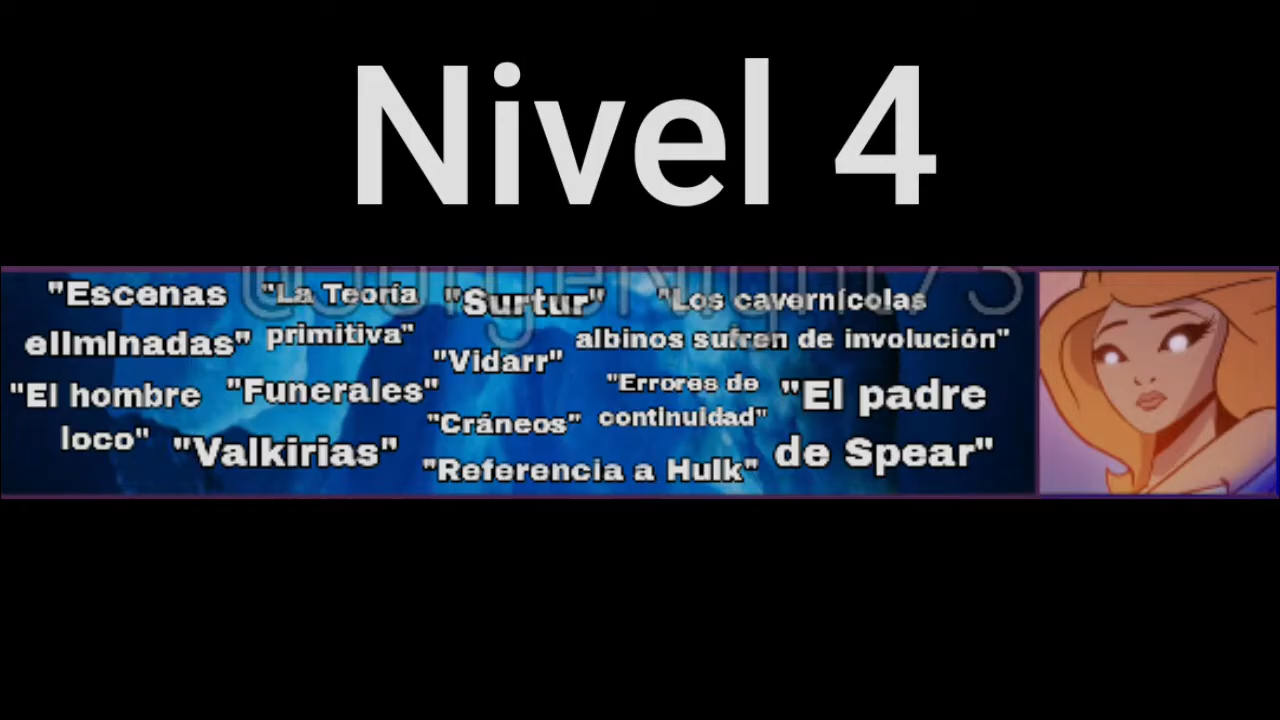 Nivel 4
"Escenas
eliminadas"
"La Teoría
primitiva"
"Surtur"
"Los cavernícolas
albinos sufren de involución"
"Vidarr"
"El hombre
loco"
"Funerales"
"Errores de
continuidad"
"El padre
de Spear"
"Cráneos"
"Valkirias"
"Referencia a Hulk"